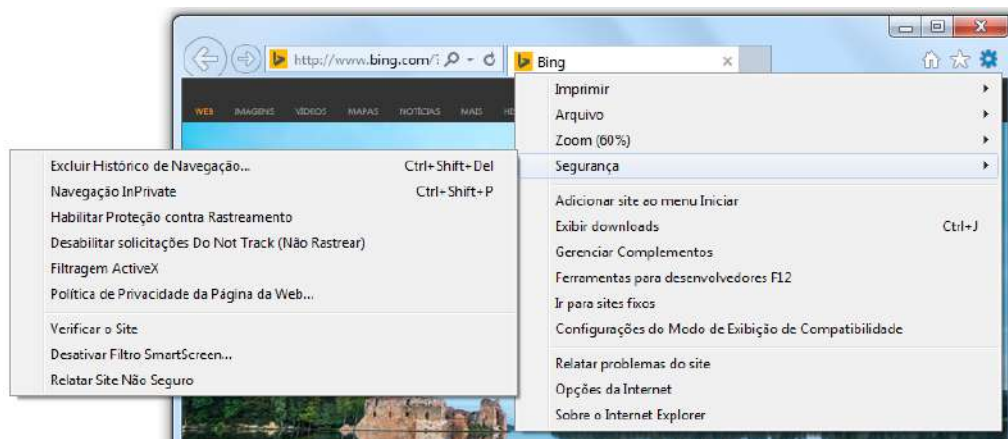 http://www.bing.com/?
Bing
WEB IMAGENS VÍDEOS MAPAS NOTÍCIAS MAIS
Imprimir
Arquivo
Zoom (60%)
Segurança
Adicionar site ao menu Iniciar
Exibir downloads Ctrl+J
Gerenciar Complementos
Ferramentas para desenvolvedores F12
Ir para sites fixos
Configurações do Modo de Exibição de Compatibilidade
Relatar problemas do site
Opções da Internet
Sobre o Internet Explorer
Excluir Histórico de Navegação... Ctrl+Shift+Del
Navegação InPrivate Ctrl+Shift+P
Habilitar Proteção contra Rastreamento
Desabilitar solicitações Do Not Track (Não Rastrear)
Filtragem ActiveX
Política de Privacidade da Página da Web...
Verificar o Site
Desativar Filtro SmartScreen...
Relatar Site Não Seguro